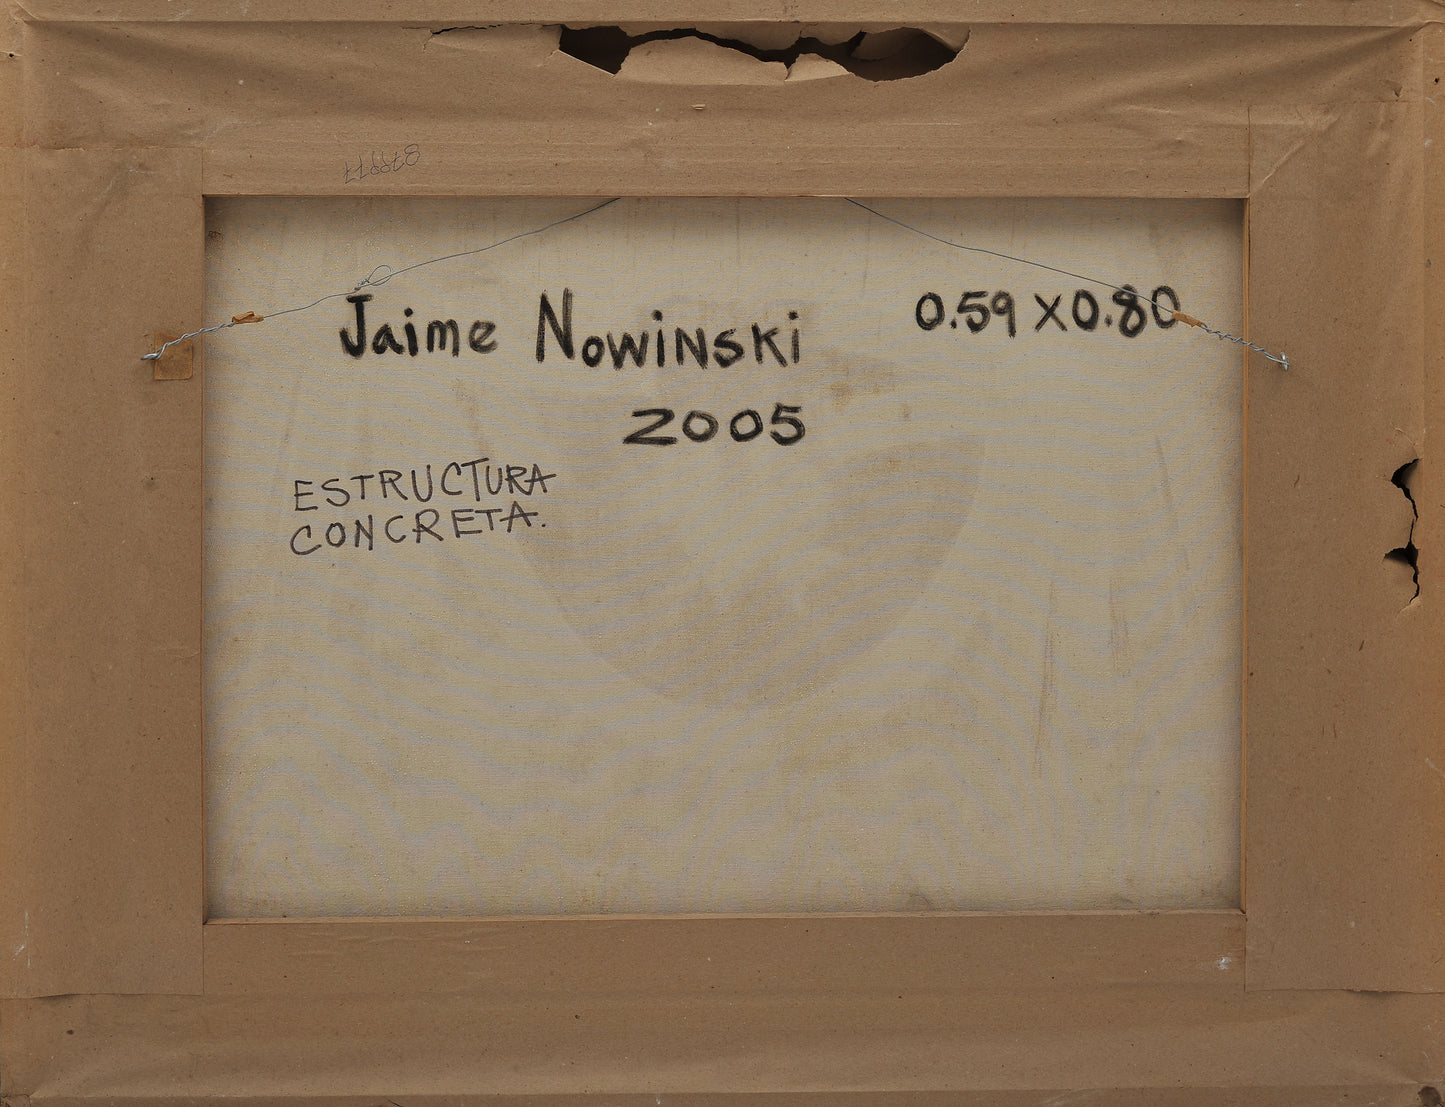 Jaime Nowinski 0.59 x 0.80
2005
ESTRUCTURA
CONCRETA.